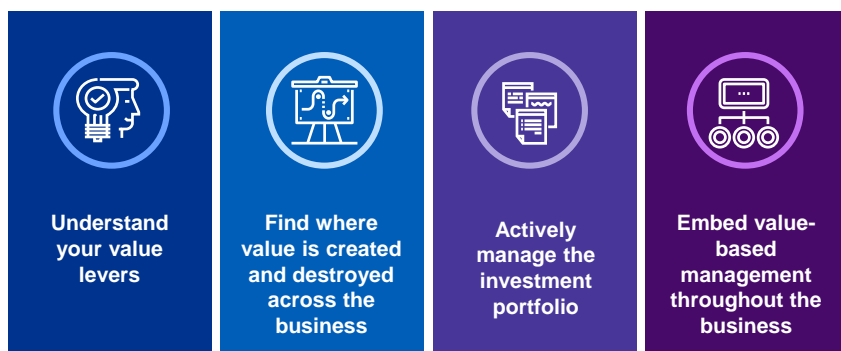 Understand
your value
levers
Find where
value is created
and destroyed
across the
business
Actively
manage the
investment
portfolio
Embed value-
based
management
throughout the
business